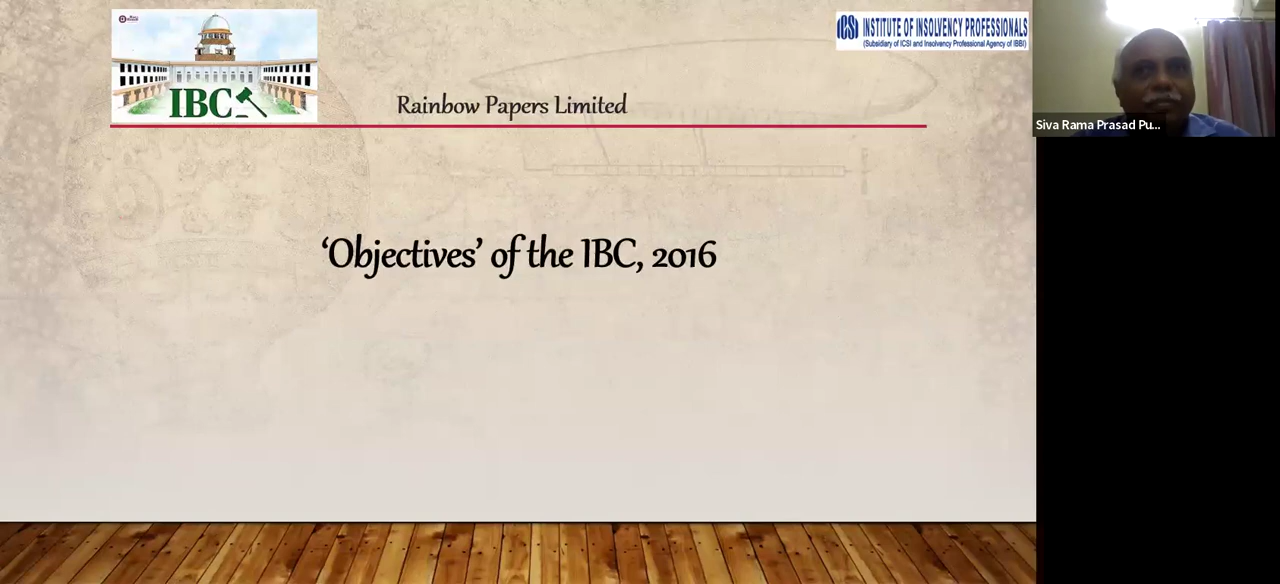 IBC
Rainbow Papers Limited
ICSI INSTITUTE OF INSOLVENCY PROFESSIONALS
(Subsidiary of ICSI and Insolvency Professional Agency of IBBI)
Siva Rama Prasad Pu...
‘Objectives’ of the IBC, 2016